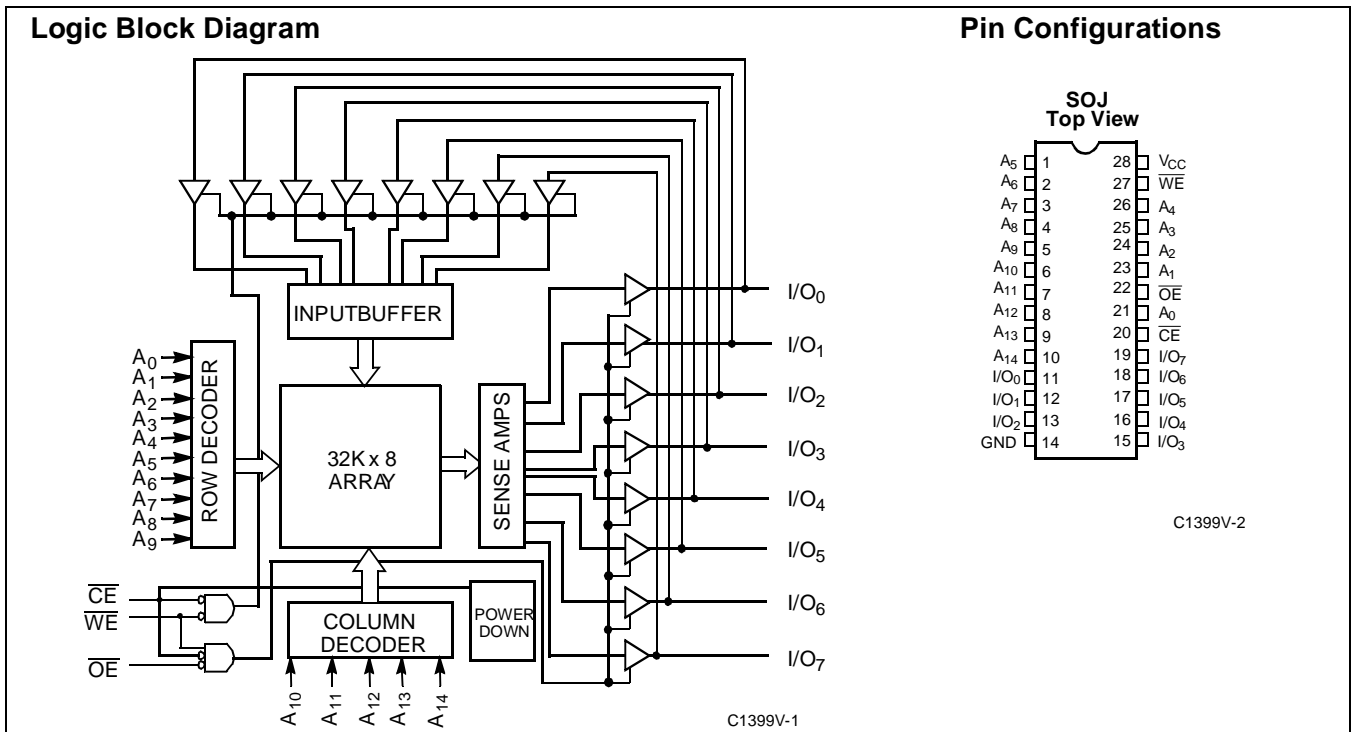 Logic Block Diagram
Pin Configurations
INPUTBUFFER
A0
A1
A2
A3
A4
A5
A6
A7
A8
A9
ROW DECODER
32K x 8
ARRAY
SENSE AMPS
I/O0
I/O1
I/O2
I/O3
I/O4
I/O5
I/O6
I/O7
CE
WE
OE
COLUMN
DECODER
POWER
DOWN
A10
A11
A12
A13
A14
C1399V-1
SOJ
Top View
A5 1 28 VCC
A6 2 27 WE
A7 3 26 A4
A8 4 25 A3
A9 5 24 A2
A10 6 23 A1
A11 7 22 OE
A12 8 21 A0
A13 9 20 CE
A14 10 19 I/O7
I/O0 11 18 I/O6
I/O1 12 17 I/O5
I/O2 13 16 I/O4
GND 14 15 I/O3
C1399V-2